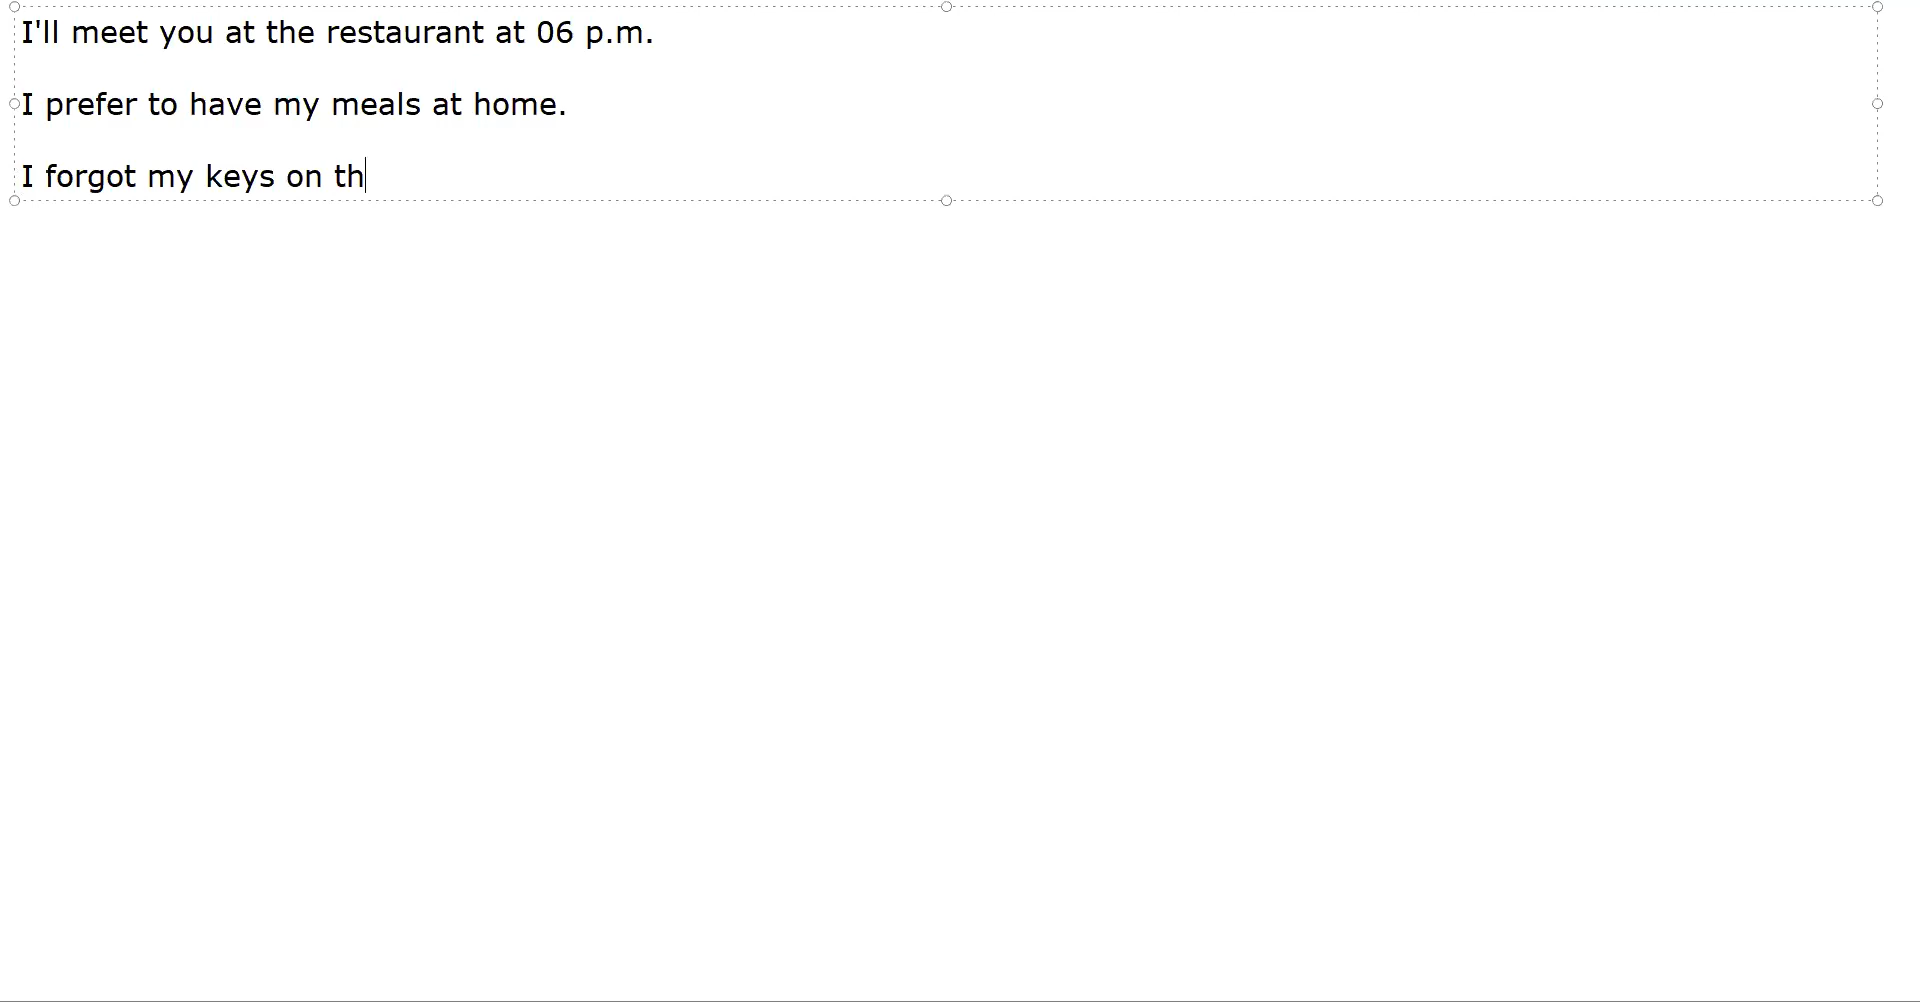 I'll meet you at the restaurant at 06 p.m.
I prefer to have my meals at home.
I forgot my keys on th